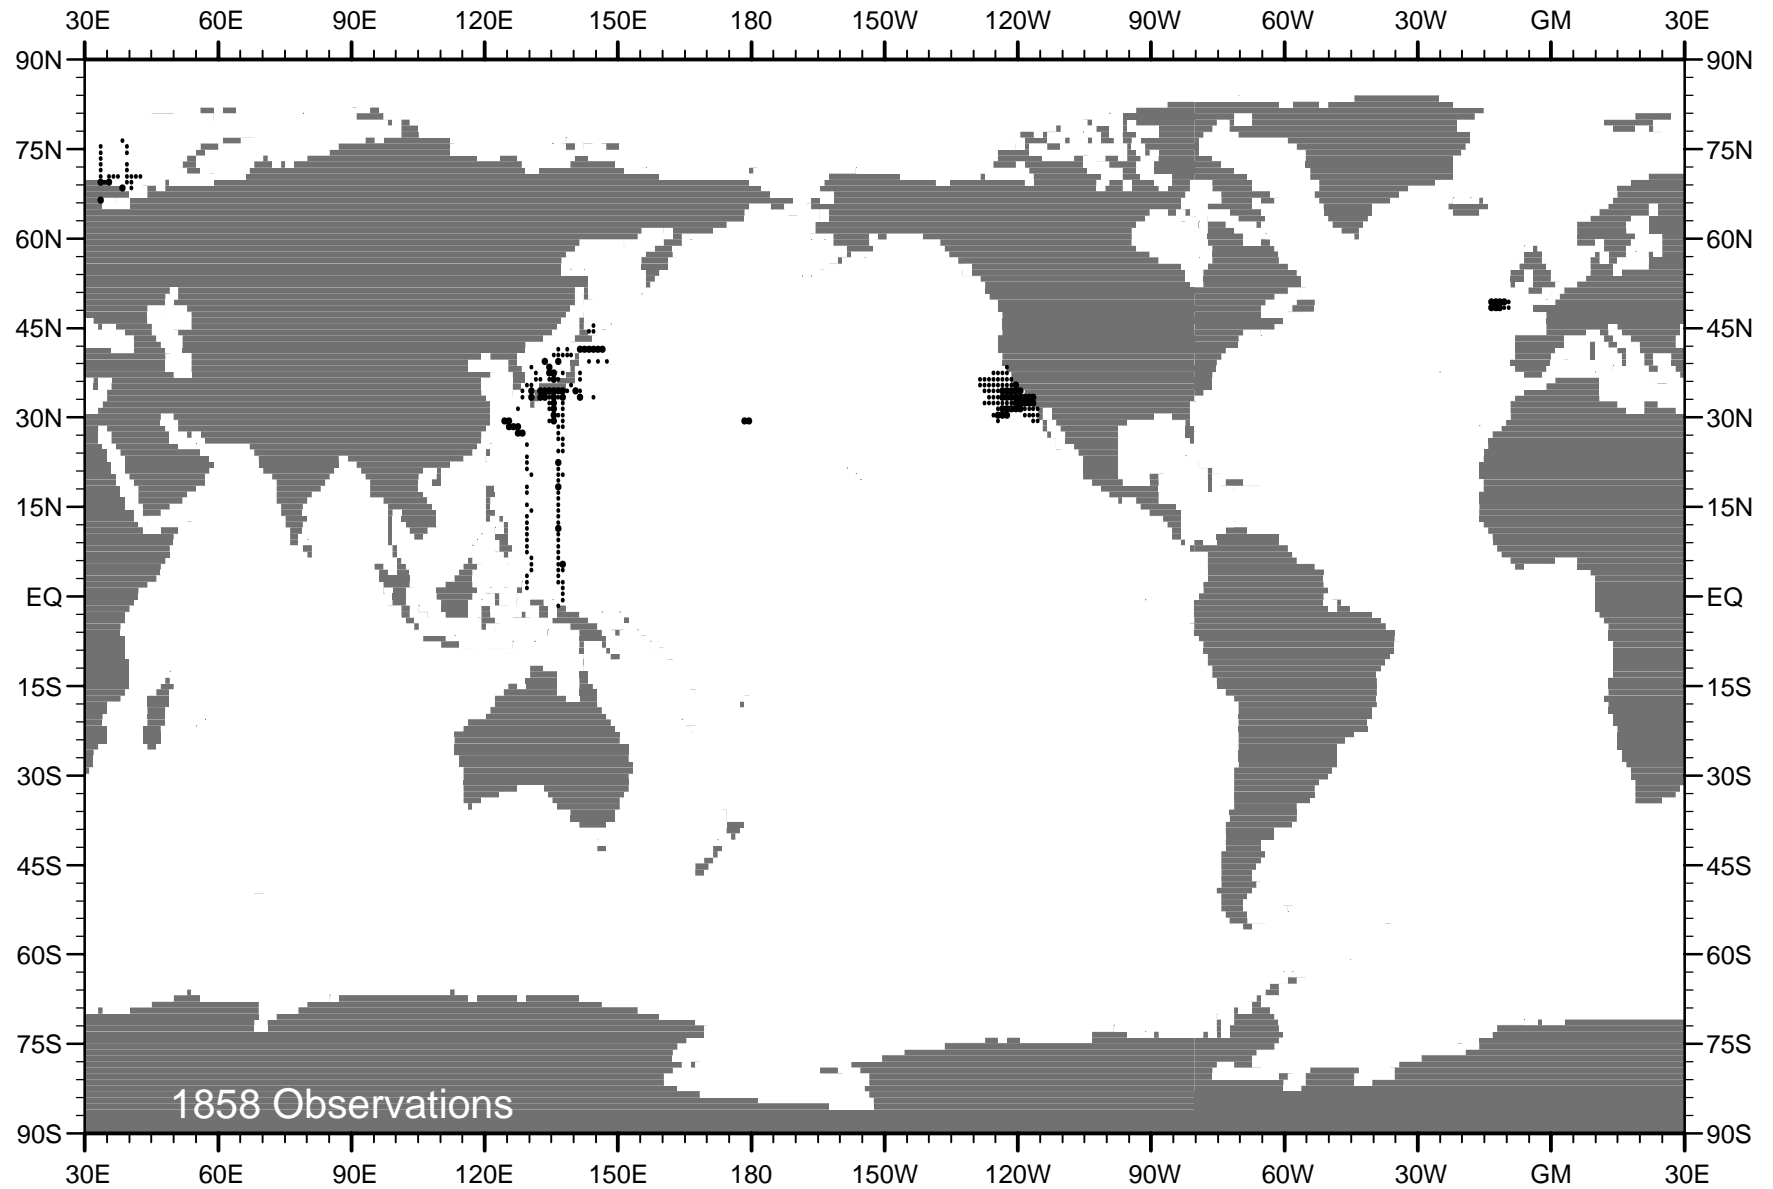 30E 60E 90E 120E 150E 180 150W 120W 90W 60W 30W GM 30E
90N 90N
75N 75N
60N 60N
45N 45N
30N 30N
15N 15N
EQ EQ
15S 15S
30S 30S
45S 45S
60S 60S
75S 75S
1858 Observations
90S 90S
30E 60E 90E 120E 150E 180 150W 120W 90W 60W 30W GM 30E